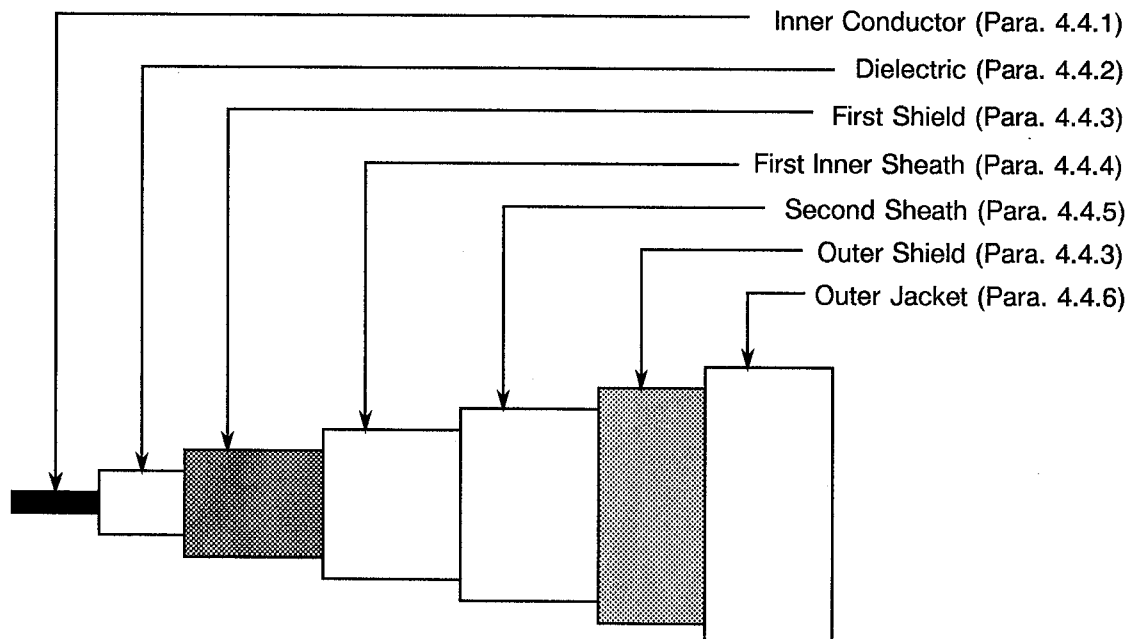 Inner Conductor (Para. 4.4.1)
Dielectric (Para. 4.4.2)
First Shield (Para. 4.4.3)
First Inner Sheath (Para. 4.4.4)
Second Sheath (Para. 4.4.5)
Outer Shield (Para. 4.4.3)
Outer Jacket (Para. 4.4.6)